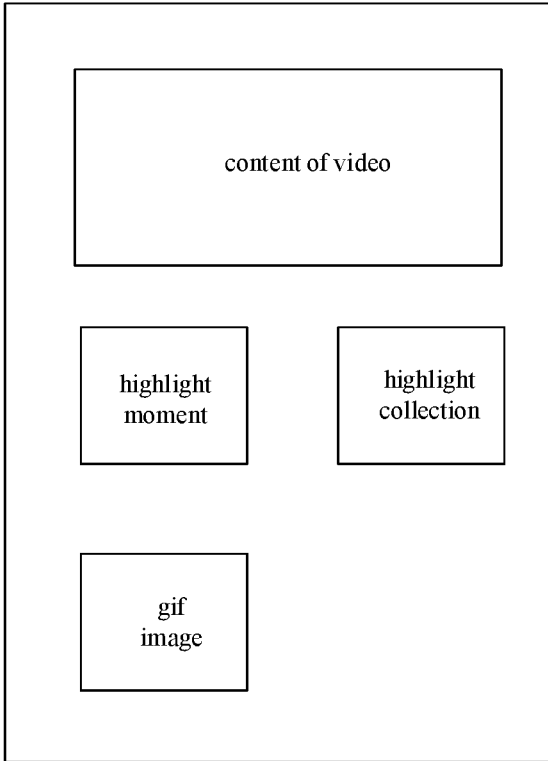 content of video
highlight
moment
highlight
collection
gif
image